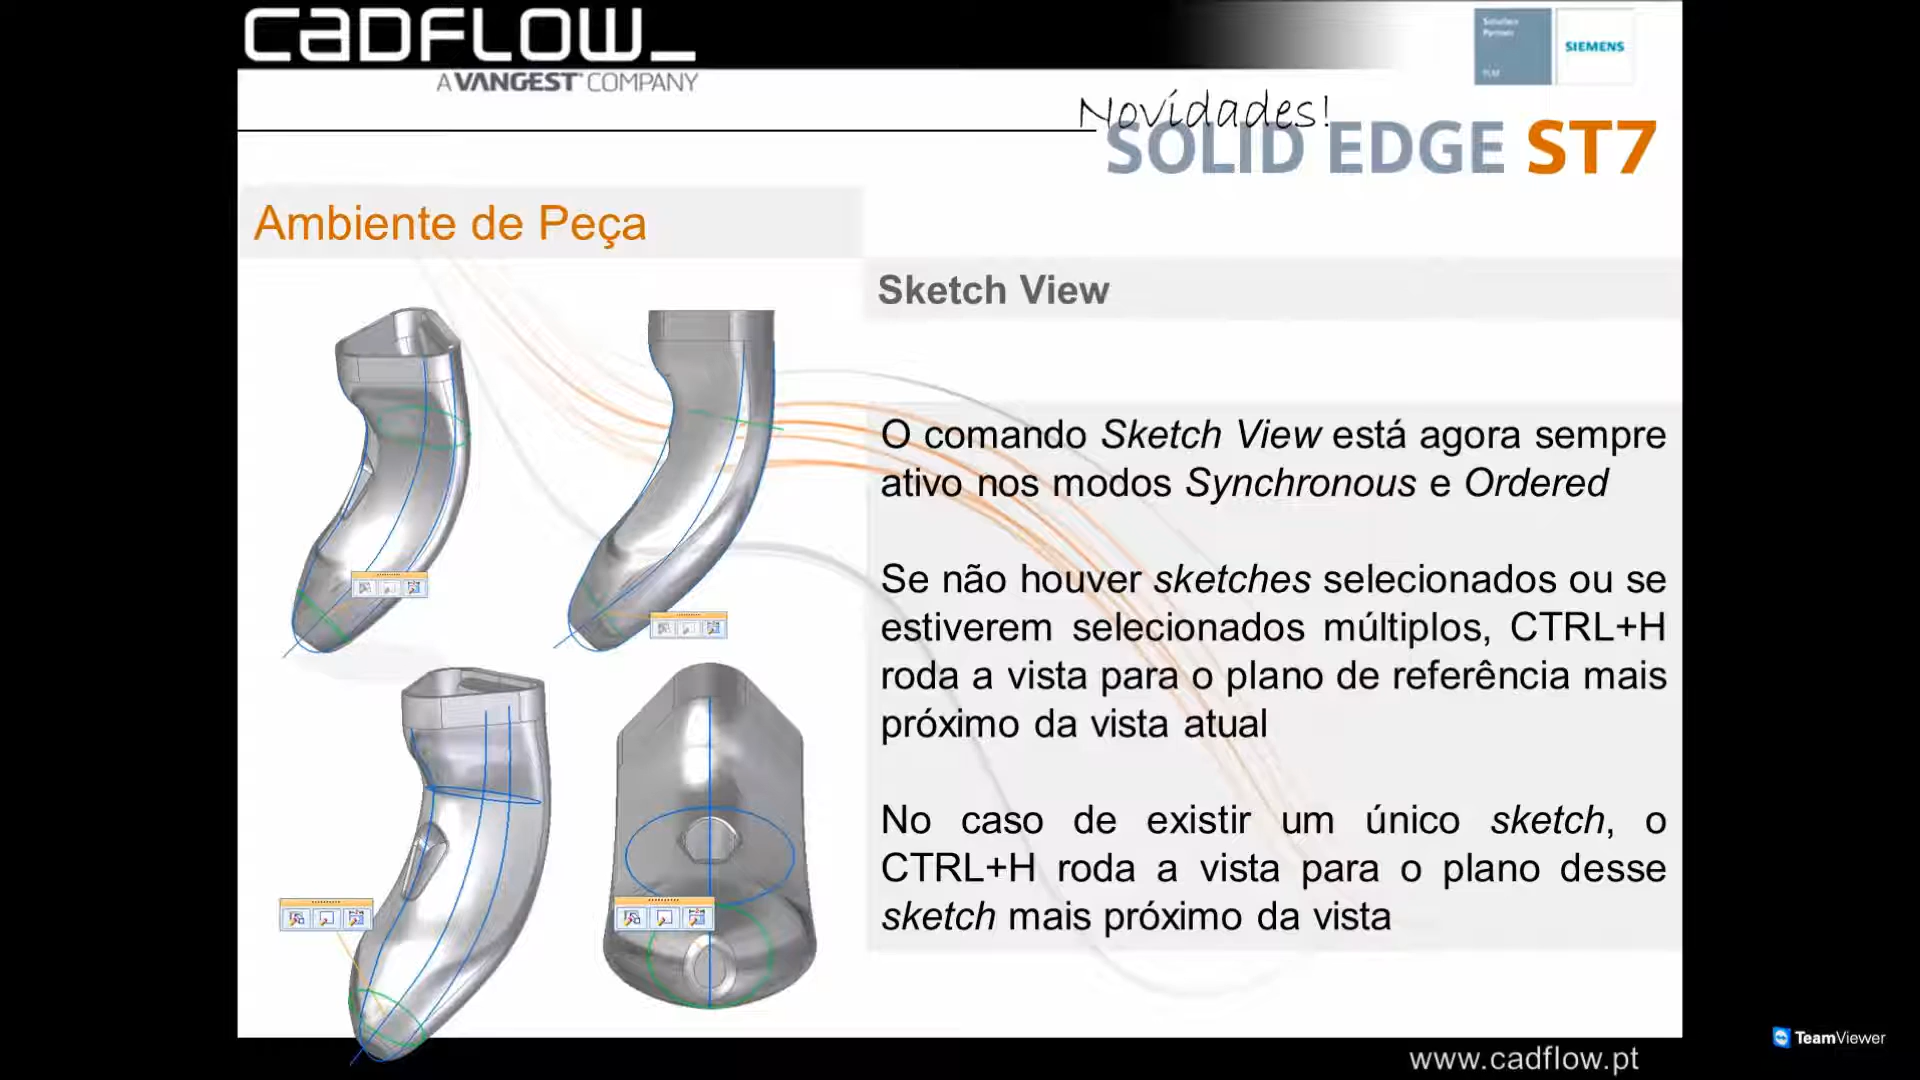 CADFLOW_
A VANGEST COMPANY
Solution
Partner
PLM
SIEMENS
Novidades!
SOLID EDGE ST7
Ambiente de Peça
Sketch View
O comando Sketch View está agora sempre
ativo nos modos Synchronous e Ordered
Se não houver sketches selecionados ou se
estiverem selecionados múltiplos, CTRL+H
roda a vista para o plano de referência mais
próximo da vista atual
No caso de existir um único sketch, o
CTRL+H roda a vista para o plano desse
sketch mais próximo da vista
www.cadflow.pt
TeamViewer